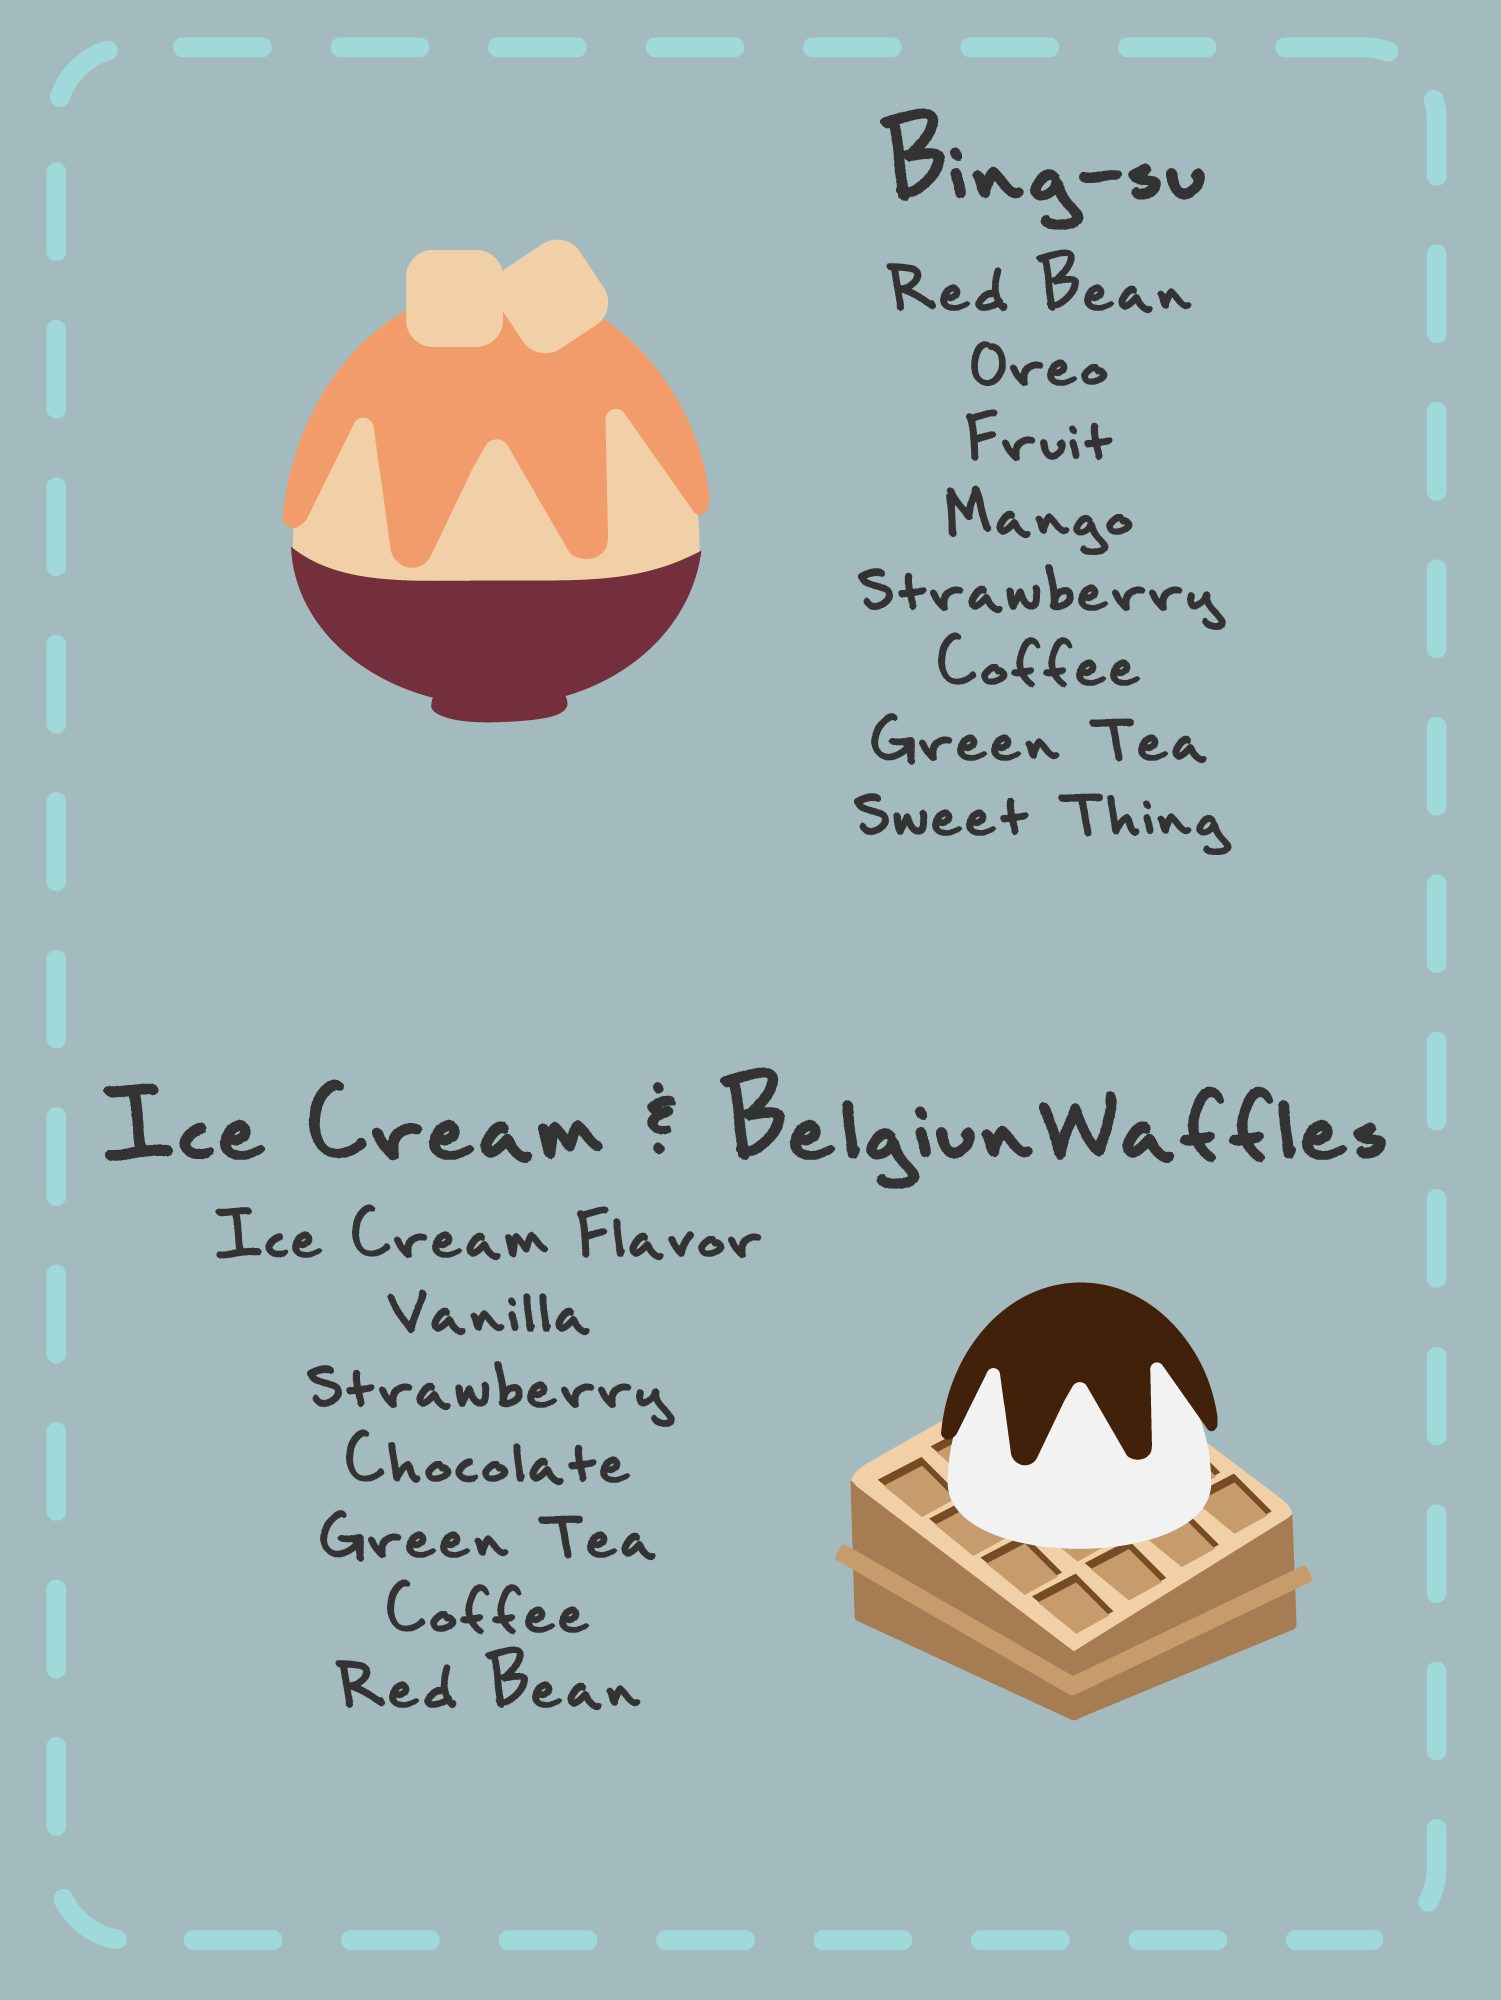 Bing-su
Red Bean
Oreo
Fruit
Mango
Strawberry
Coffee
Green Tea
Sweet Thing
Ice Cream & BelgiunWaffles
Ice Cream Flavor
Vanilla
Strawberry
Chocolate
Green Tea
Coffee
Red Bean